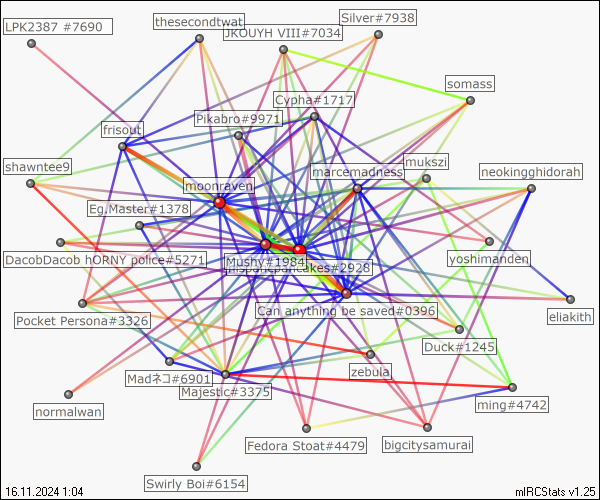 LPK2387 #7690
thesecondtwat
Silver#7938
JKOUYH VIII#7034
somass
Cypha#1717
Pikabro#9971
frisout
mukszi
shawntee9
marcemadness
neokingghidorah
moonraven
Eg.Master#1378
DacobDacob hORNY police#5271
Mushy#1984
yoshimanden
Can anything be saved#0396
Pocket Persona#3326
eliakith
Duck#1245
zebula
Madネコ#6901
Majestic#3375
normalwan
ming#4742
Fedora Stoat#4479
bigcitysamurai
Swirly Boi#6154
16.11.2024 1:04
mIRCStats v1.25